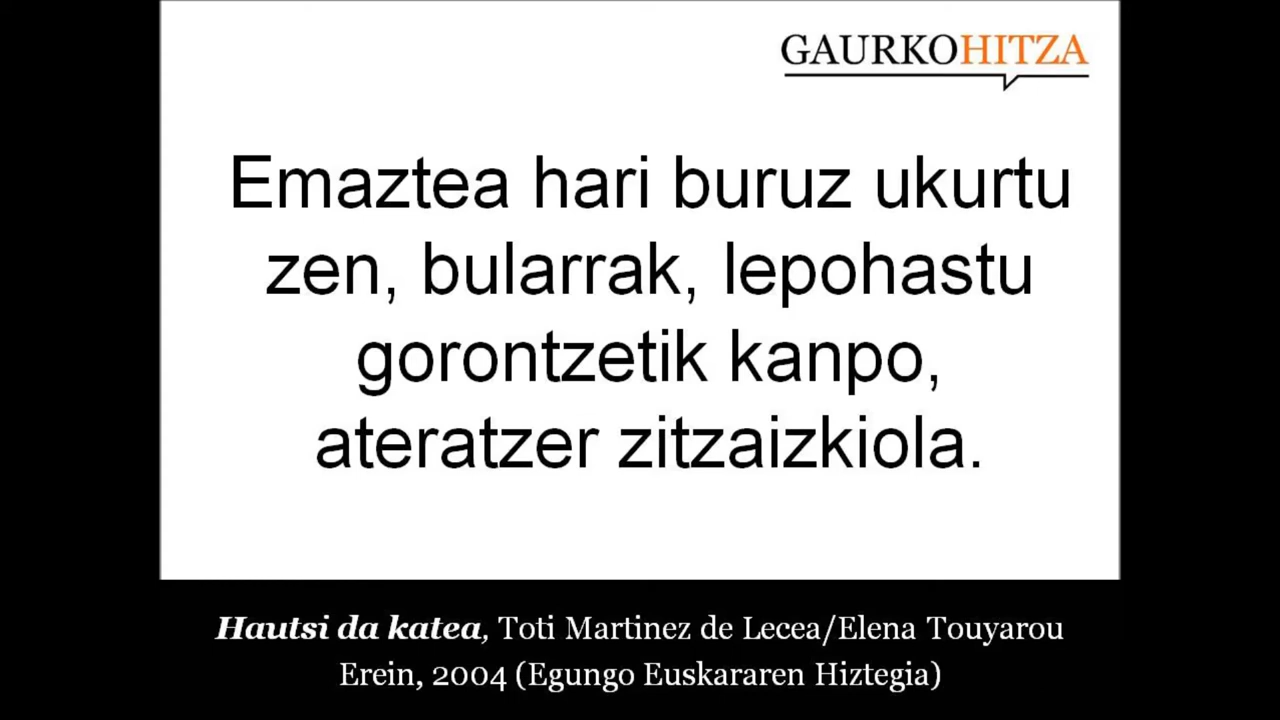 GAURKOHITZA
Emaztea hari buruz ukurtu
zen, bularrak, lepohastu
gorontzetik kanpo,
ateratzer zitzaizkiola.
Hautsi da katea, Toti Martinez de Lecea/Elena Touyarou
Erein, 2004 (Egungo Euskararen Hiztegia)